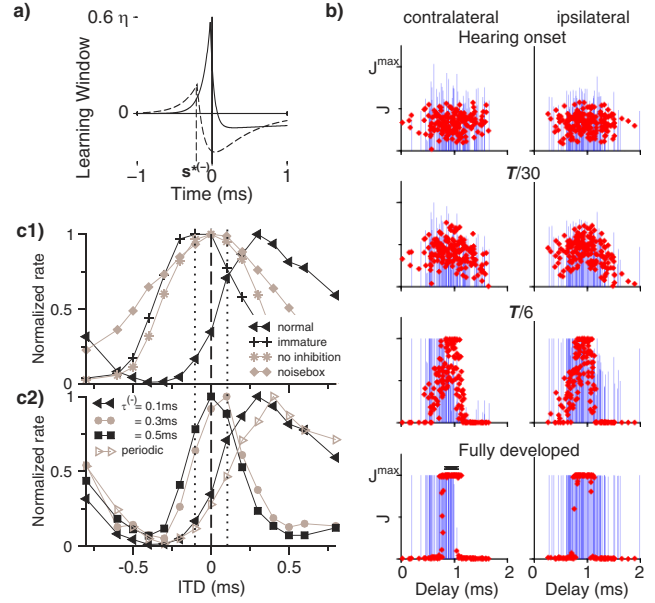 a)
0.6 η
0
Learning Window
-1 0 1
s*(-)
Time (ms)
b)
contralateral ipsilateral
Hearing onset
J^max
J
T/30
T/6
Fully developed
J^max
J
0 1 2 0 1 2
Delay (ms) Delay (ms)
c1)
1
0.5
0
Normalized rate
normal
immature
no inhibition
noisebox
c2)
1
0.5
0
Normalized rate
τ(-) = 0.1ms
= 0.3ms
= 0.5ms
periodic
-0.5 0 0.5
ITD (ms)